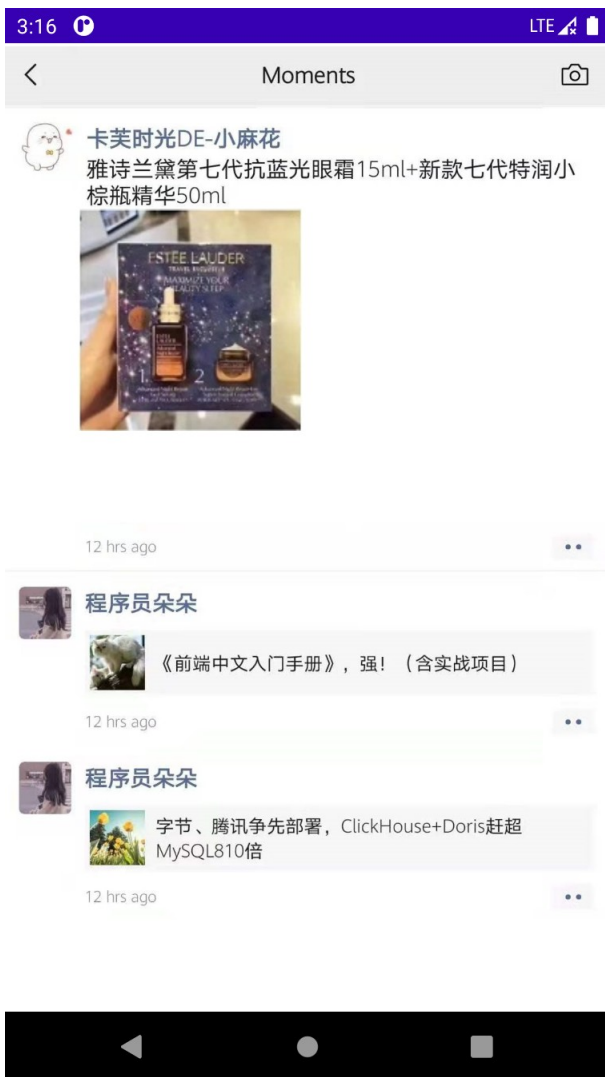 3:16
LTE
Moments
卡芙时光DE-小麻花
雅诗兰黛第七代抗蓝光眼霜15ml+新款七代特润小
棕瓶精华50ml
ESTEE LAUDER
TRAVEL EXCLUSIVE
MAXIMIZE YOUR
BEAUTY SLEEP
1
2
12 hrs ago
程序员朵朵
《前端中文入门手册》，强！（含实战项目）
12 hrs ago
程序员朵朵
字节、腾讯争先部署，ClickHouse+Doris赶超
MySQL810倍
12 hrs ago